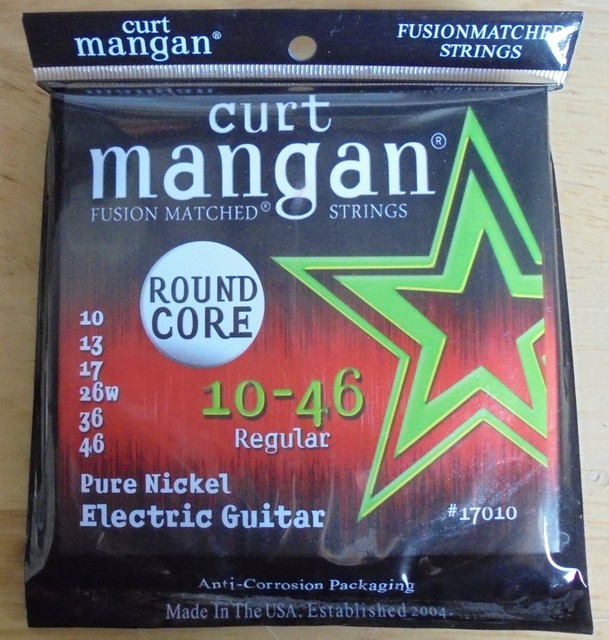 curt
mangan®
FUSIONMATCHED®
STRINGS
curt
mangan®
FUSION MATCHED® STRINGS
ROUND
CORE
10
13
17
26w
36
46
10-46
Regular
Pure Nickel
Electric Guitar
#17010
Anti-Corrosion Packaging
Made In The USA. Established 2004.